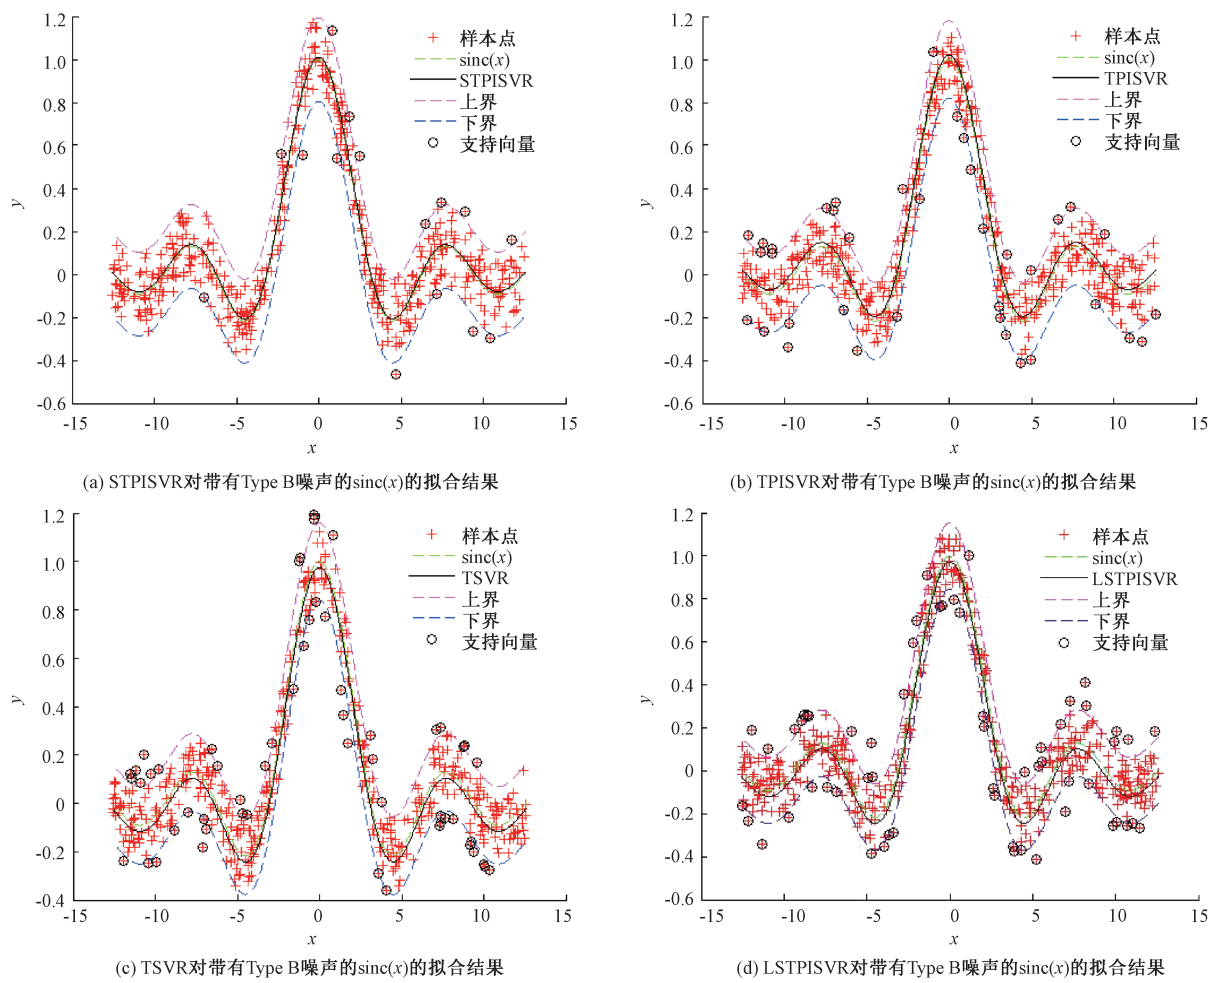 1.2
1.0
0.8
0.6
0.4
0.2
0
-0.2
-0.4
-0.6
y
-15
-10
-5
0
5
10
15
x
样本点
sinc(x)
STPISVR
上界
下界
支持向量
(a) STPISVR对带有Type B噪声的sinc(x)的拟合结果
1.2
1.0
0.8
0.6
0.4
0.2
0
-0.2
-0.4
-0.6
y
-15
-10
-5
0
5
10
15
x
样本点
sinc(x)
TPISVR
上界
下界
支持向量
(b) TPISVR对带有Type B噪声的sinc(x)的拟合结果
1.2
1.0
0.8
0.6
0.4
0.2
0
-0.2
-0.4
y
-15
-10
-5
0
5
10
15
x
样本点
sinc(x)
TSVR
上界
下界
支持向量
(c) TSVR对带有Type B噪声的sinc(x)的拟合结果
1.2
1.0
0.8
0.6
0.4
0.2
0
-0.2
-0.4
-0.6
y
-15
-10
-5
0
5
10
15
x
样本点
sinc(x)
LSTPISVR
上界
下界
支持向量
(d) LSTPISVR对带有Type B噪声的sinc(x)的拟合结果